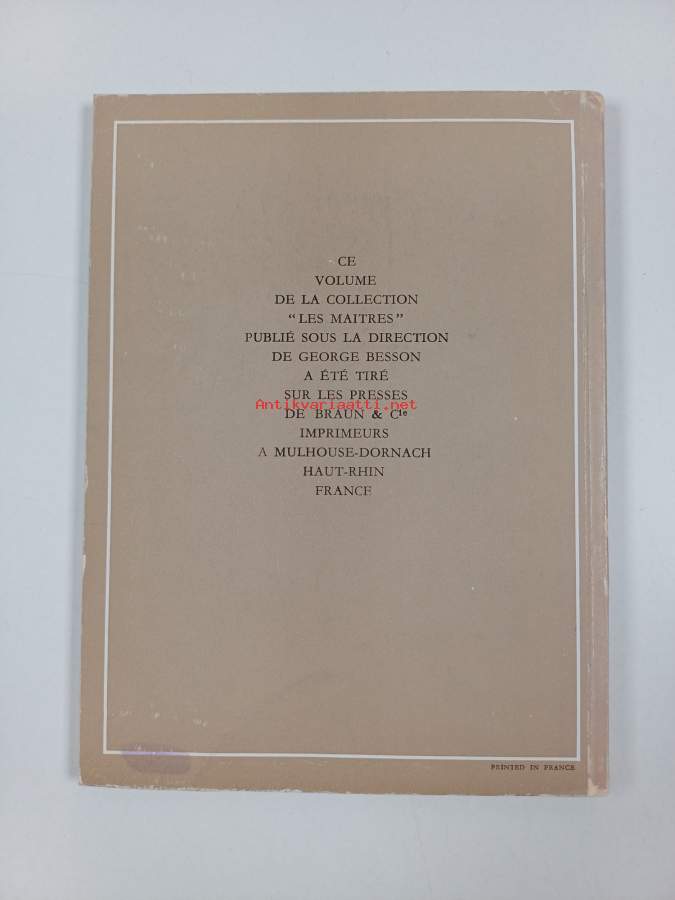 CE
VOLUME
DE LA COLLECTION
“LES MAITRES”
PUBLIÉ SOUS LA DIRECTION
DE GEORGE BESSON
A ÉTÉ TIRÉ
SUR LES PRESSES
Antikvariaatti.net
DE BRAUN & Cie
IMPRIMEURS
A MULHOUSE-DORNACH
HAUT-RHIN
FRANCE
PRINTED IN FRANCE